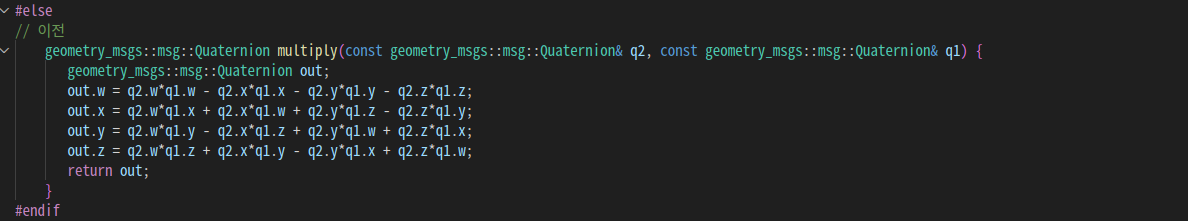 #else
// 이전
geometry_msgs::msg::Quaternion multiply(const geometry_msgs::msg::Quaternion& q2, const geometry_msgs::msg::Quaternion& q1) {
geometry_msgs::msg::Quaternion out;
out.w = q2.w*q1.w - q2.x*q1.x - q2.y*q1.y - q2.z*q1.z;
out.x = q2.w*q1.x + q2.x*q1.w + q2.y*q1.z - q2.z*q1.y;
out.y = q2.w*q1.y - q2.x*q1.z + q2.y*q1.w + q2.z*q1.x;
out.z = q2.w*q1.z + q2.x*q1.y - q2.y*q1.x + q2.z*q1.w;
return out;
}
#endif